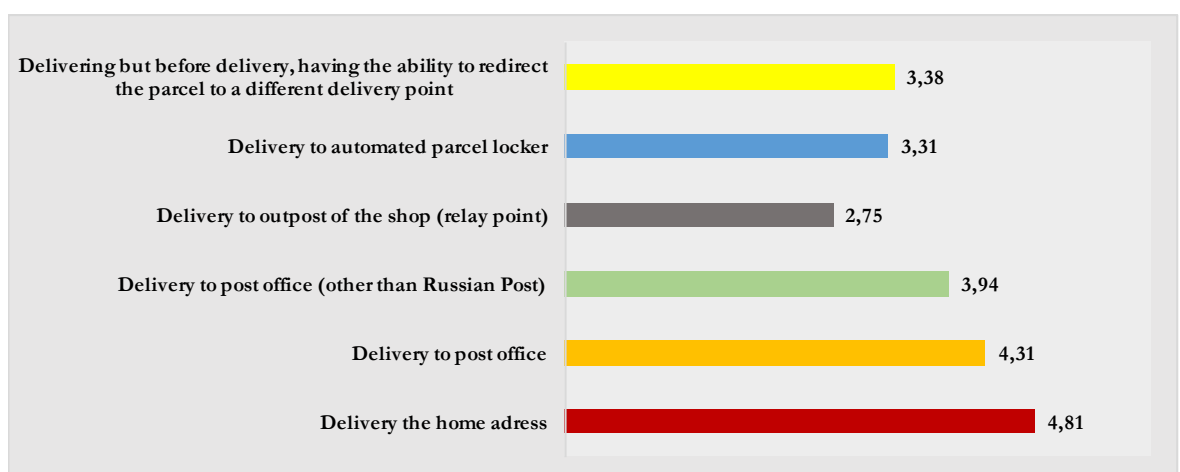 Delivering but before delivery, having the ability to redirect
the parcel to a different delivery point
3,38
Delivery to automated parcel locker
3,31
Delivery to outpost of the shop (relay point)
2,75
Delivery to post office (other than Russian Post)
3,94
Delivery to post office
4,31
Delivery the home adress
4,81